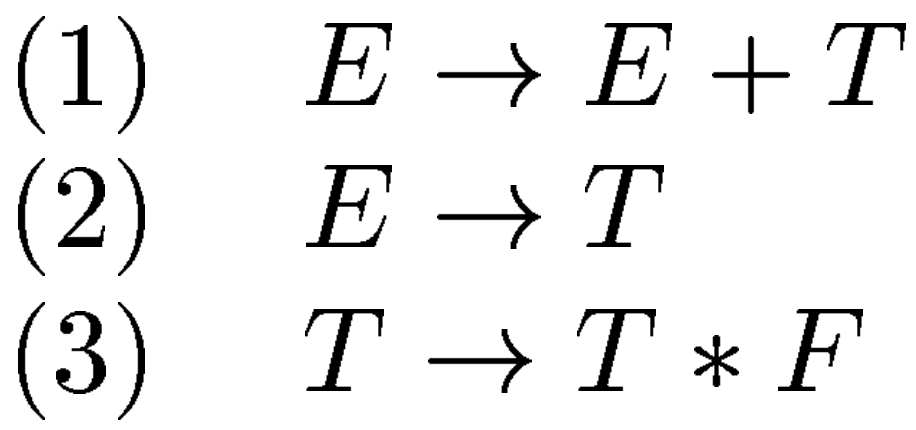 (1) E → E + T
(2) E → T
(3) T → T * F